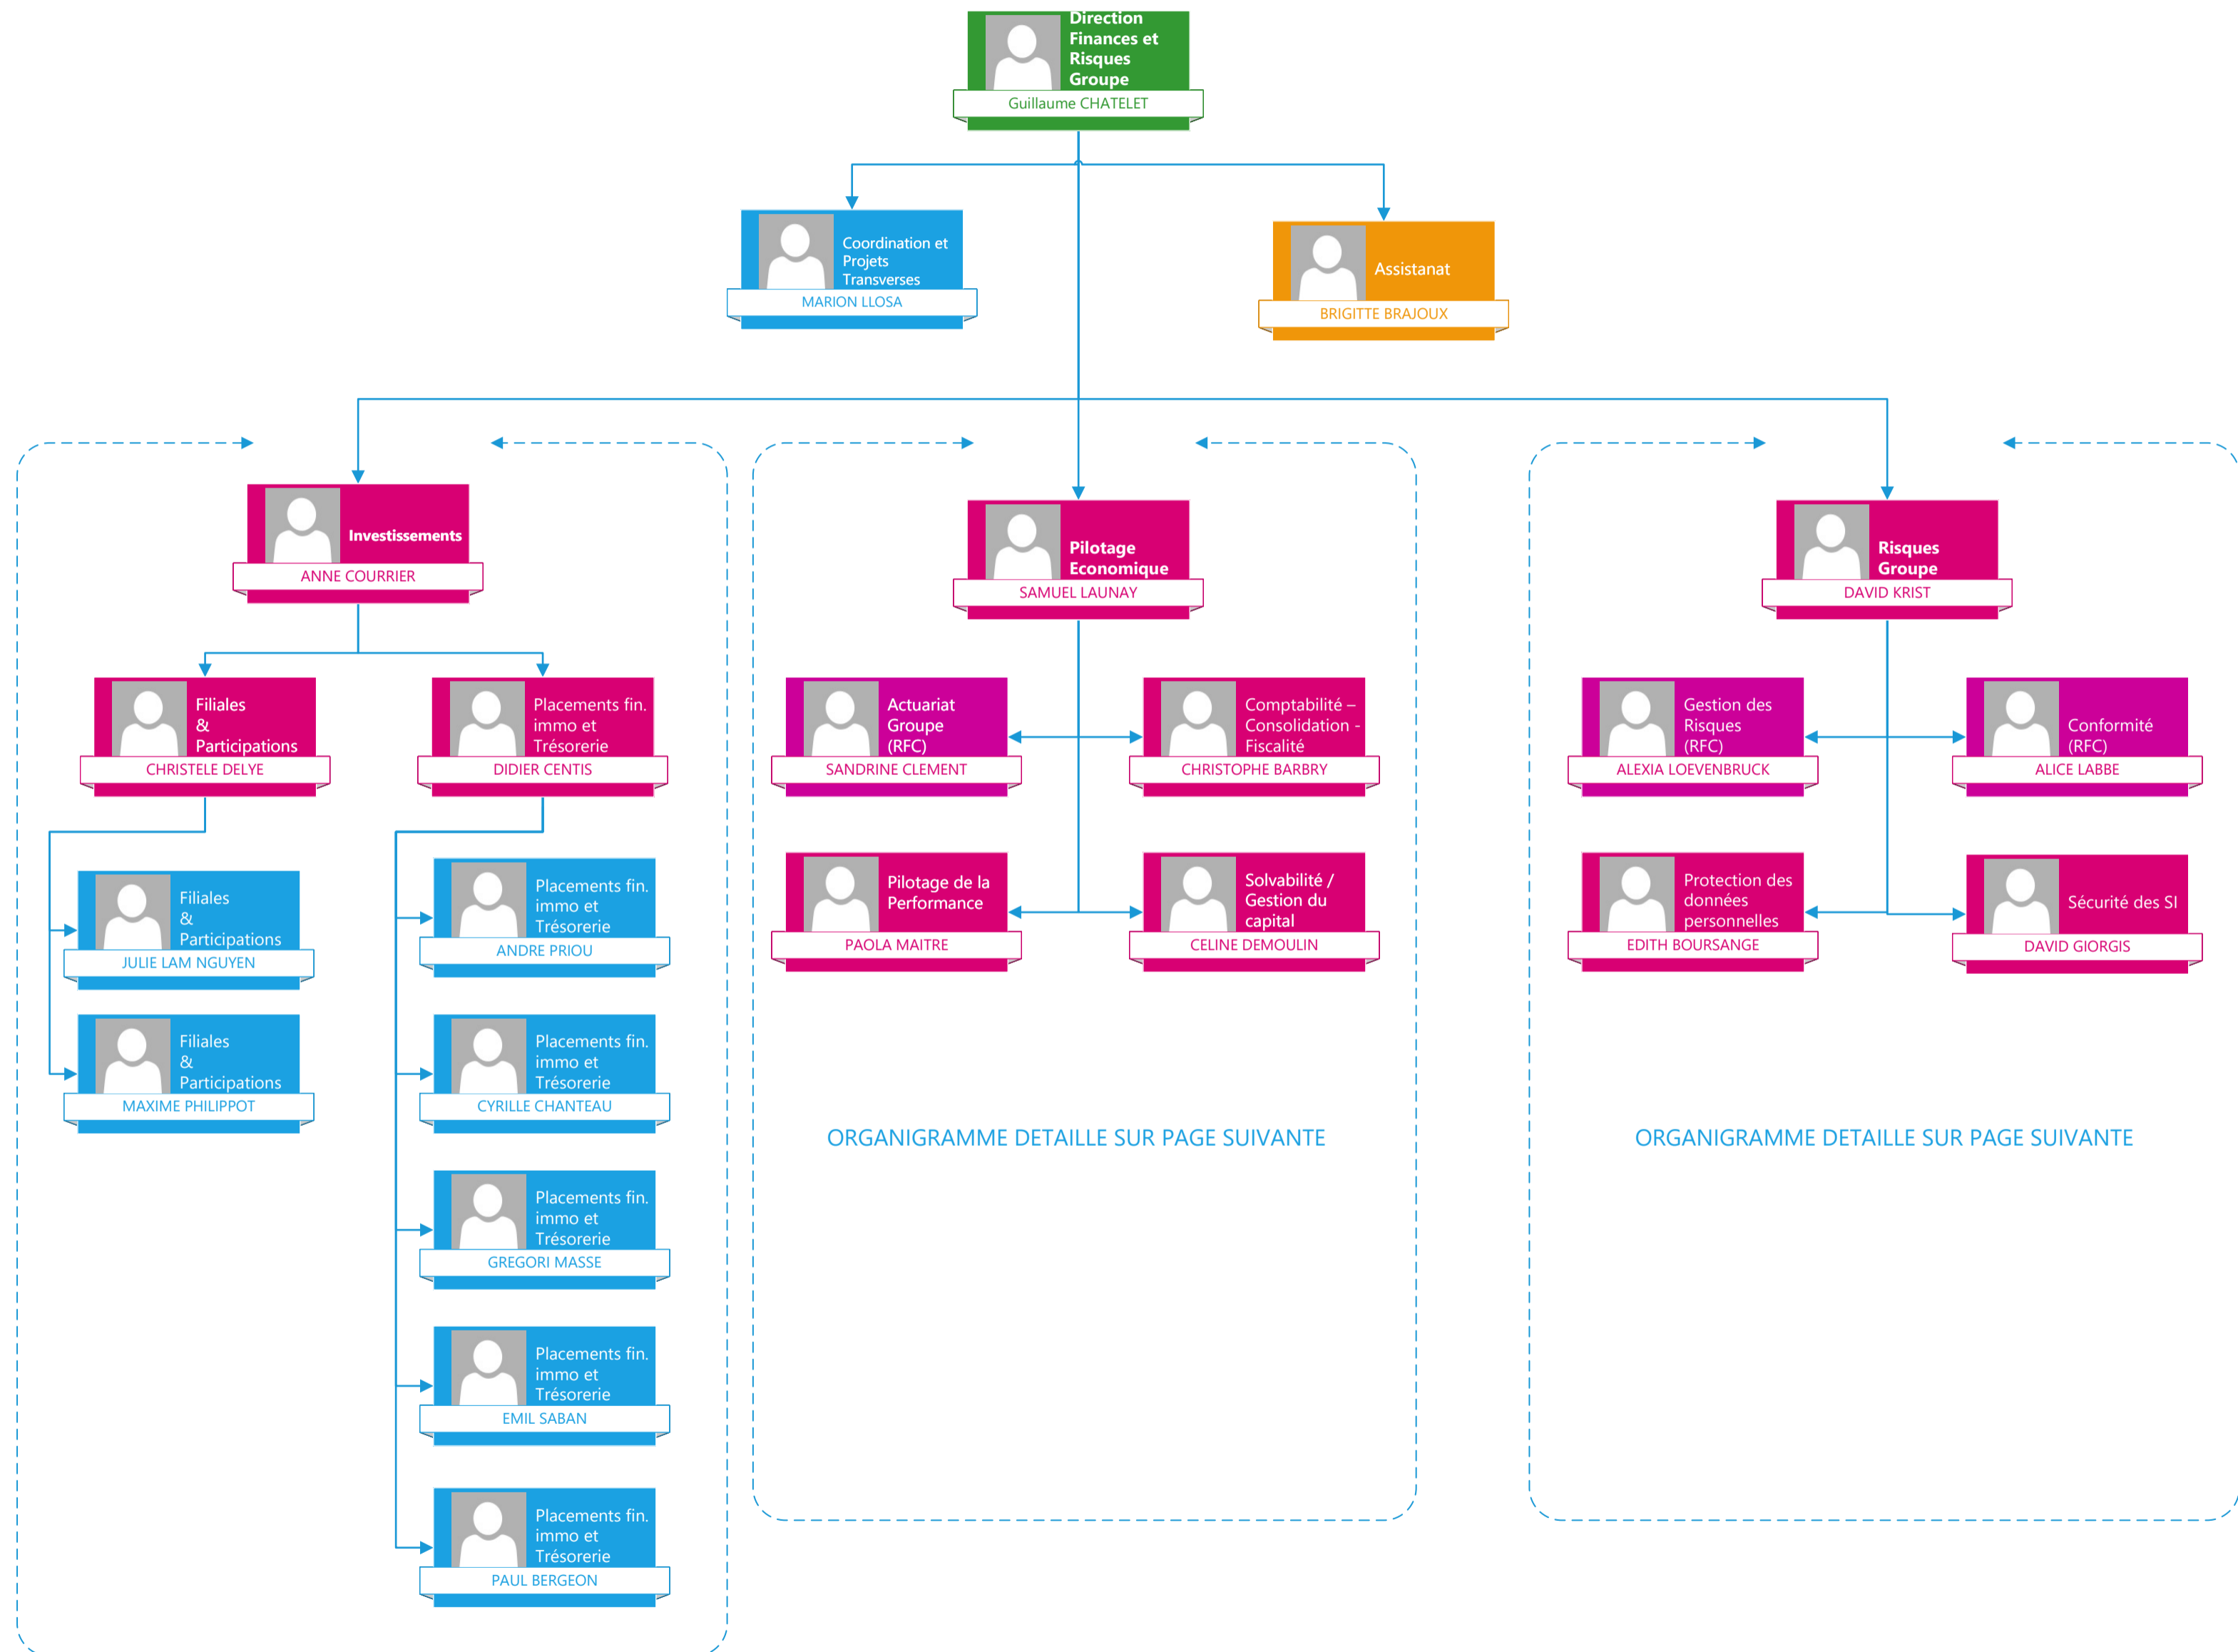 Direction
Finances et
Risques
Groupe
Guillaume CHATELET
Coordination et
Projets
Transverses
MARION LLOSA
Assistanat
BRIGITTE BRAJOUX
Investissements
ANNE COURRIER
Filiales
&
Participations
CHRISTELE DELYE
Placements fin.
immo et
Trésorerie
DIDIER CENTIS
Filiales
&
Participations
JULIE LAM NGUYEN
Filiales
&
Participations
MAXIME PHILIPPOT
Placements fin.
immo et
Trésorerie
ANDRE PRIOU
Placements fin.
immo et
Trésorerie
CYRILLE CHANTEAU
Placements fin.
immo et
Trésorerie
GREGORI MASSE
Placements fin.
immo et
Trésorerie
EMIL SABAN
Placements fin.
immo et
Trésorerie
PAUL BERGEON
Pilotage
Economique
SAMUEL LAUNAY
Actuariat
Groupe
(RFC)
SANDRINE CLEMENT
Comptabilité –
Consolidation -
Fiscalité
CHRISTOPHE BARBRY
Pilotage de la
Performance
PAOLA MAITRE
Solvabilité /
Gestion du
capital
CELINE DEMOULIN
ORGANIGRAMME DETAILLE SUR PAGE SUIVANTE
Risques
Groupe
DAVID KRIST
Gestion des
Risques
(RFC)
ALEXIA LOEVENBRUCK
Conformité
(RFC)
ALICE LABBE
Protection des
données
personnelles
EDITH BOURSANGE
Sécurité des SI
DAVID GIORGIS
ORGANIGRAMME DETAILLE SUR PAGE SUIVANTE